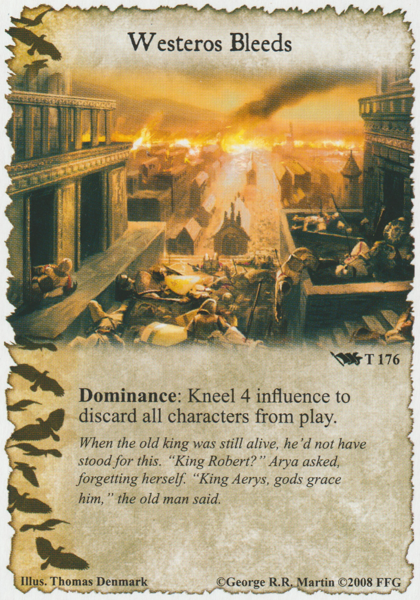 Westeros Bleeds
T 176
Dominance: Kneel 4 influence to
discard all characters from play.
When the old king was still alive, he'd not have
stood for this. "King Robert?" Arya asked,
forgetting herself. "King Aerys, gods grace
him," the old man said.
Illus. Thomas Denmark ©George R.R. Martin ©2008 FFG